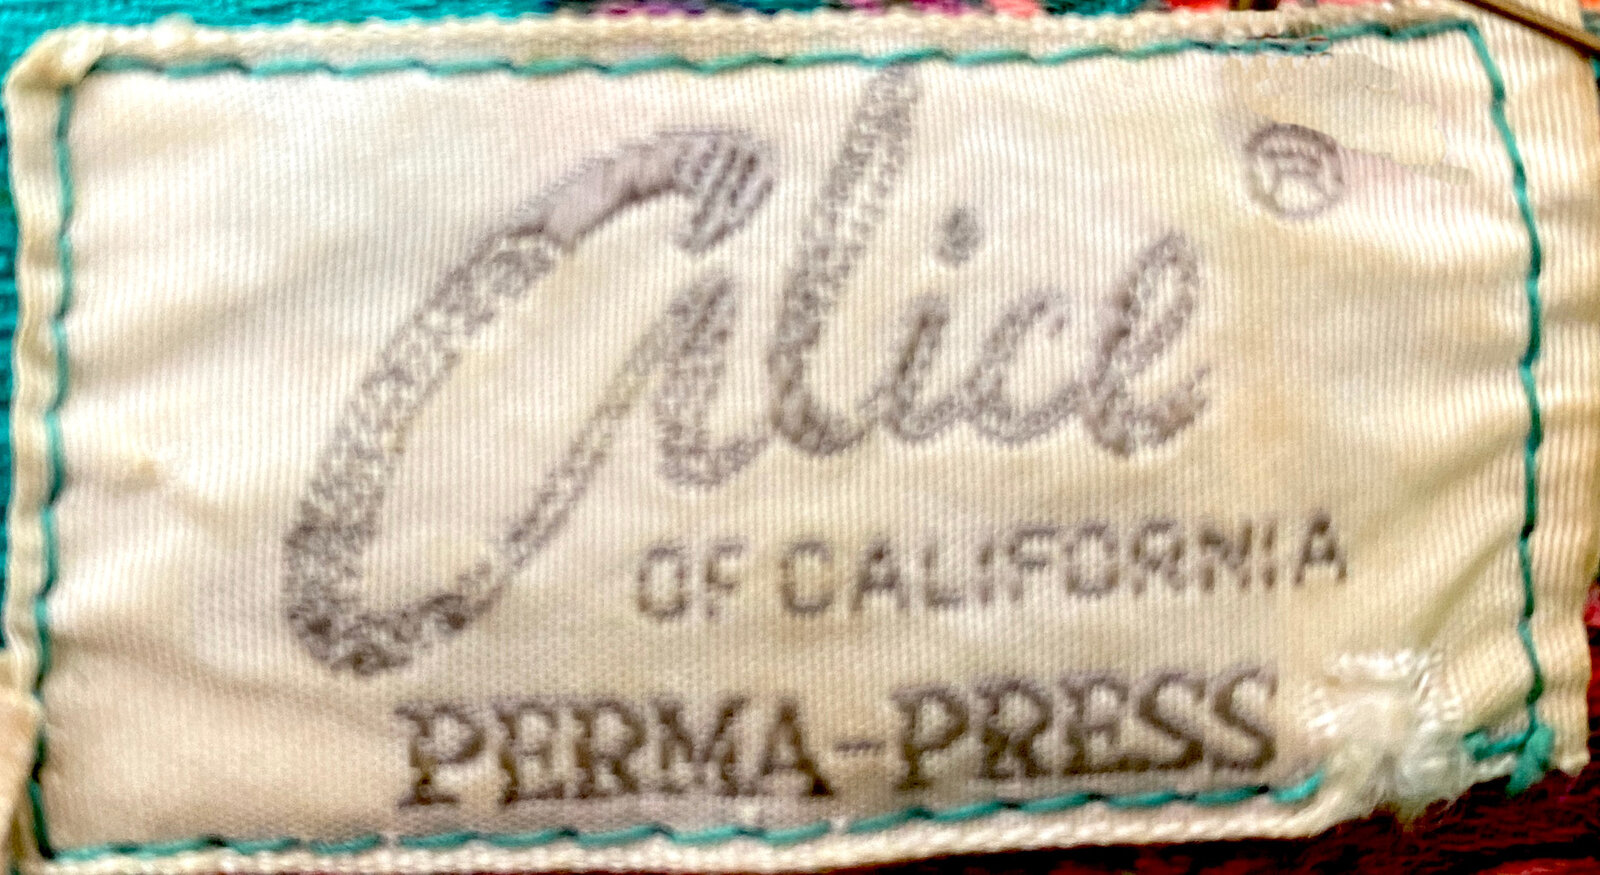 Alice ®
OF CALIFORNIA
PERMA-PRESS